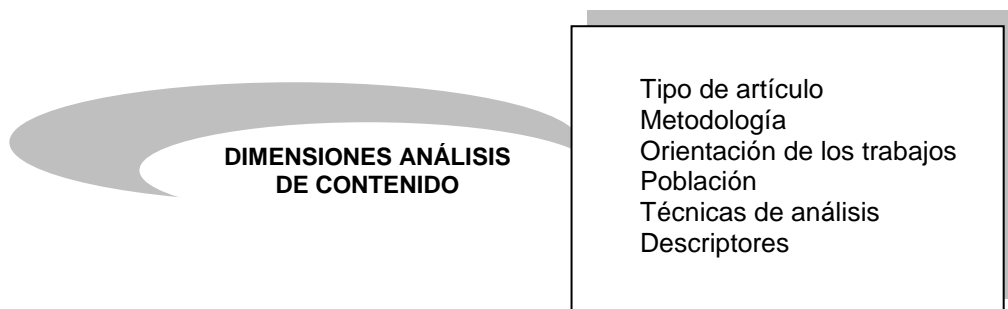 DIMENSIONES ANÁLISIS
DE CONTENIDO
Tipo de artículo
Metodología
Orientación de los trabajos
Población
Técnicas de análisis
Descriptores